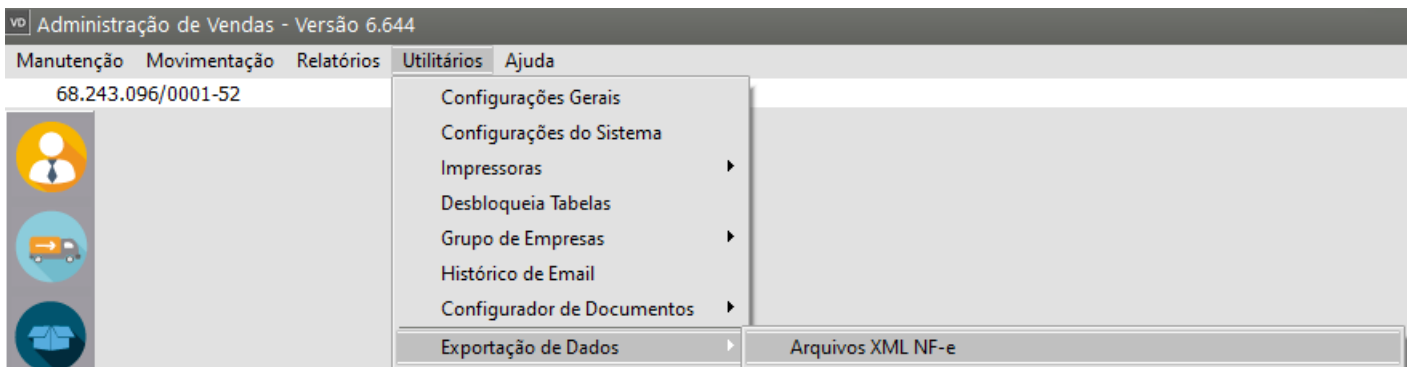 VD Administração de Vendas - Versão 6.644
Manutenção Movimentação Relatórios Utilitários Ajuda
68.243.096/0001-52
Configurações Gerais
Configurações do Sistema
Impressoras
Desbloqueia Tabelas
Grupo de Empresas
Histórico de Email
Configurador de Documentos
Exportação de Dados Arquivos XML NF-e